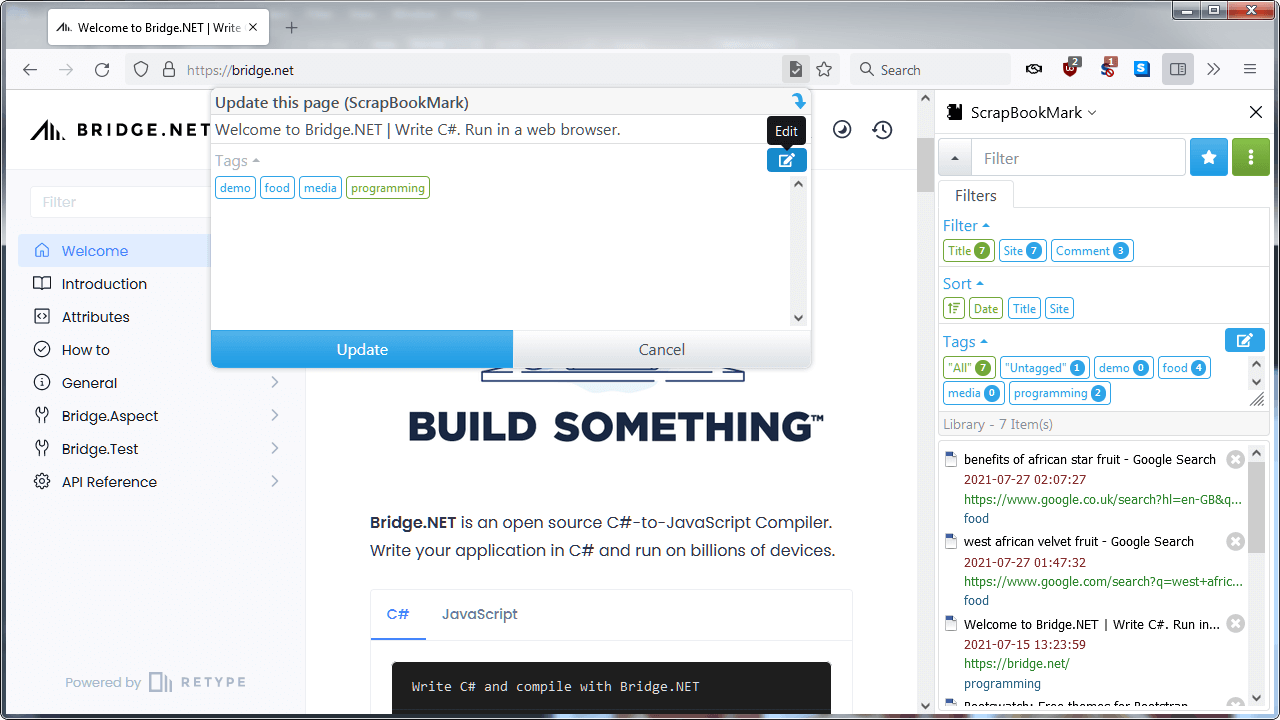 Welcome to Bridge.NET | Write
https://bridge.net
Search
2
1
Update this page (ScrapBookMark)
Welcome to Bridge.NET | Write C#. Run in a web browser.
Edit
Tags
demo
food
media
programming
Update
Cancel
BRIDGE.NET
Filter
Welcome
Introduction
Attributes
How to
General
Bridge.Aspect
Bridge.Test
API Reference
Powered by RETYPE
BUILD SOMETHING™
Bridge.NET is an open source C#-to-JavaScript Compiler.
Write your application in C# and run on billions of devices.
C#
JavaScript
Write C# and compile with Bridge.NET
ScrapBookMark
Filter
Filters
Filter
Title 7
Site 7
Comment 3
Sort
Date
Title
Site
Tags
"All" 7
"Untagged" 1
demo 0
food 4
media 0
programming 2
Library - 7 Item(s)
benefits of african star fruit - Google Search
2021-07-27 02:07:27
https://www.google.co.uk/search?hl=en-GB&q...
food
west african velvet fruit - Google Search
2021-07-27 01:47:32
https://www.google.com/search?q=west+afric...
food
Welcome to Bridge.NET | Write C#. Run in...
2021-07-15 13:23:59
https://bridge.net/
programming
Bootswatch: Free themes for Bootstrap